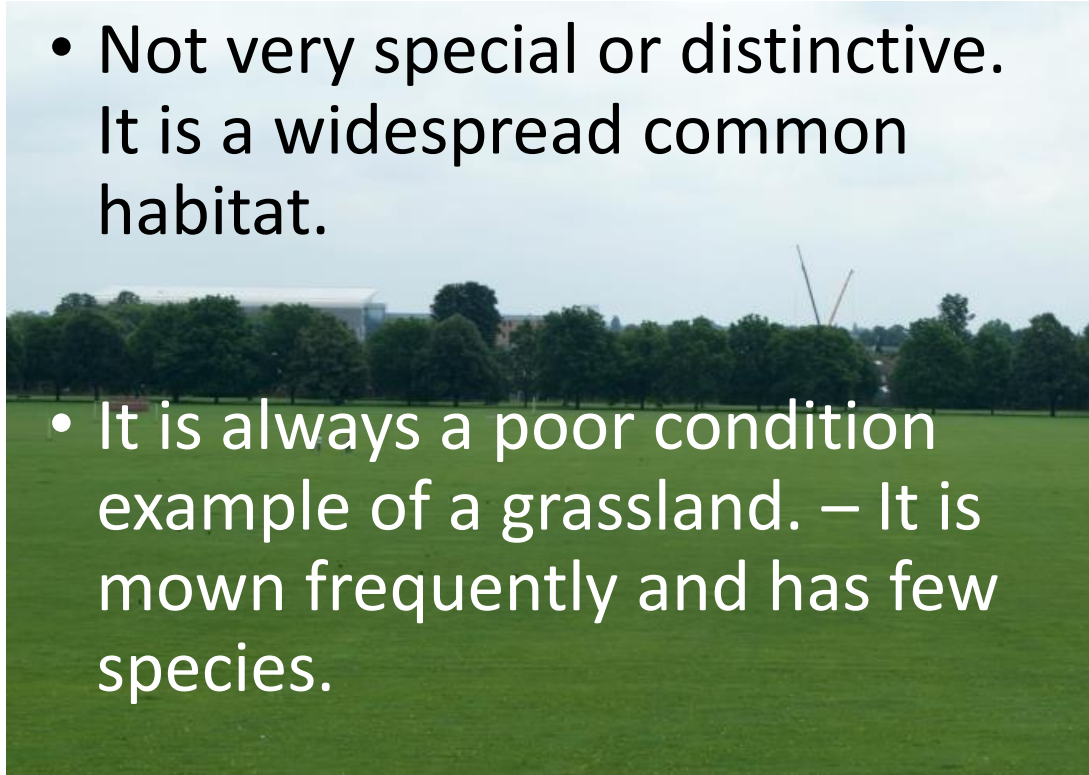 • Not very special or distinctive.
It is a widespread common
habitat.
• It is always a poor condition
example of a grassland. – It is
mown frequently and has few
species.